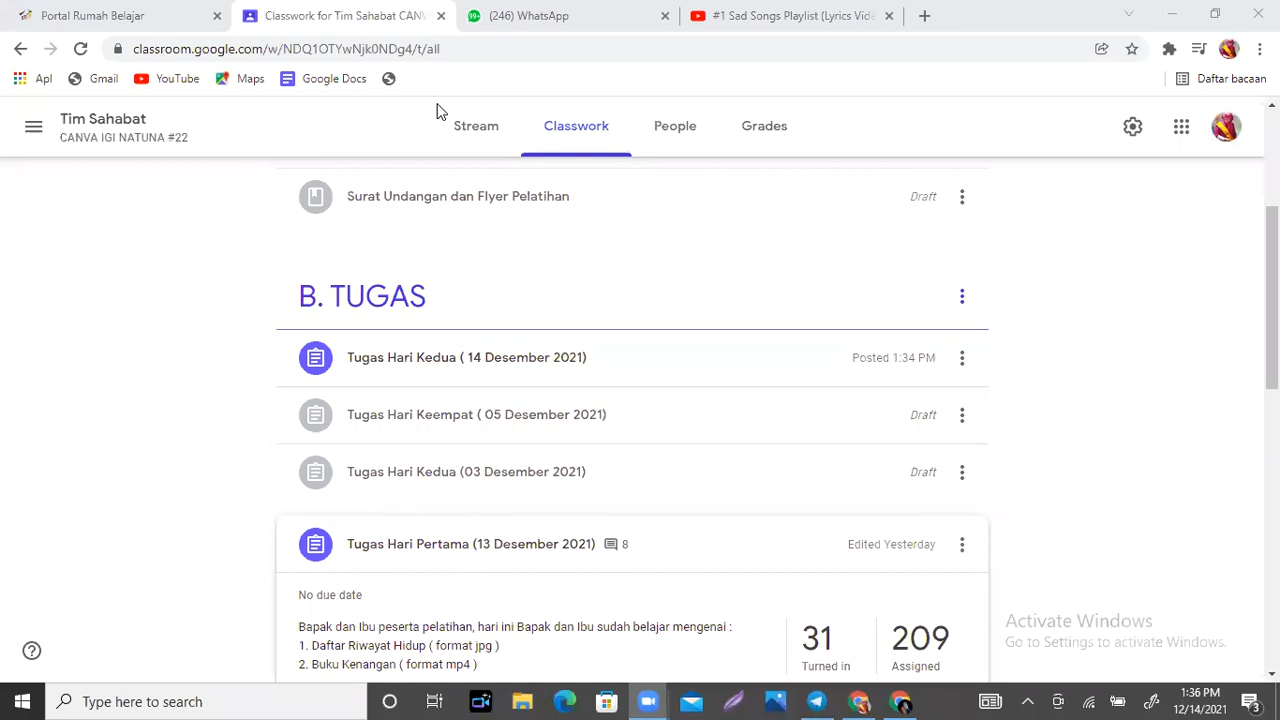 Portal Rumah Belajar
Classwork for Tim Sahabat CANV
(246) WhatsApp
#1 Sad Songs Playlist (Lyrics Vide
classroom.google.com/w/NDQ1OTYwNjk0NDg4/t/all
Apl
Gmail
YouTube
Maps
Google Docs
Daftar bacaan
Tim Sahabat
CANVA IGI NATUNA #22
Stream
Classwork
People
Grades
Surat Undangan dan Flyer Pelatihan
Draft
B. TUGAS
Tugas Hari Kedua ( 14 Desember 2021)
Posted 1:34 PM
Tugas Hari Keempat ( 05 Desember 2021)
Draft
Tugas Hari Kedua (03 Desember 2021)
Draft
Tugas Hari Pertama (13 Desember 2021) 8
Edited Yesterday
No due date
Bapak dan Ibu peserta pelatihan, hari ini Bapak dan Ibu sudah belajar mengenai :
1. Daftar Riwayat Hidup ( format jpg )
2. Buku Kenangan ( format mp4 )
31
Turned in
209
Assigned
Activate Windows
Go to Settings to activate Windows.
Type here to search
1:36 PM
12/14/2021
3
99+